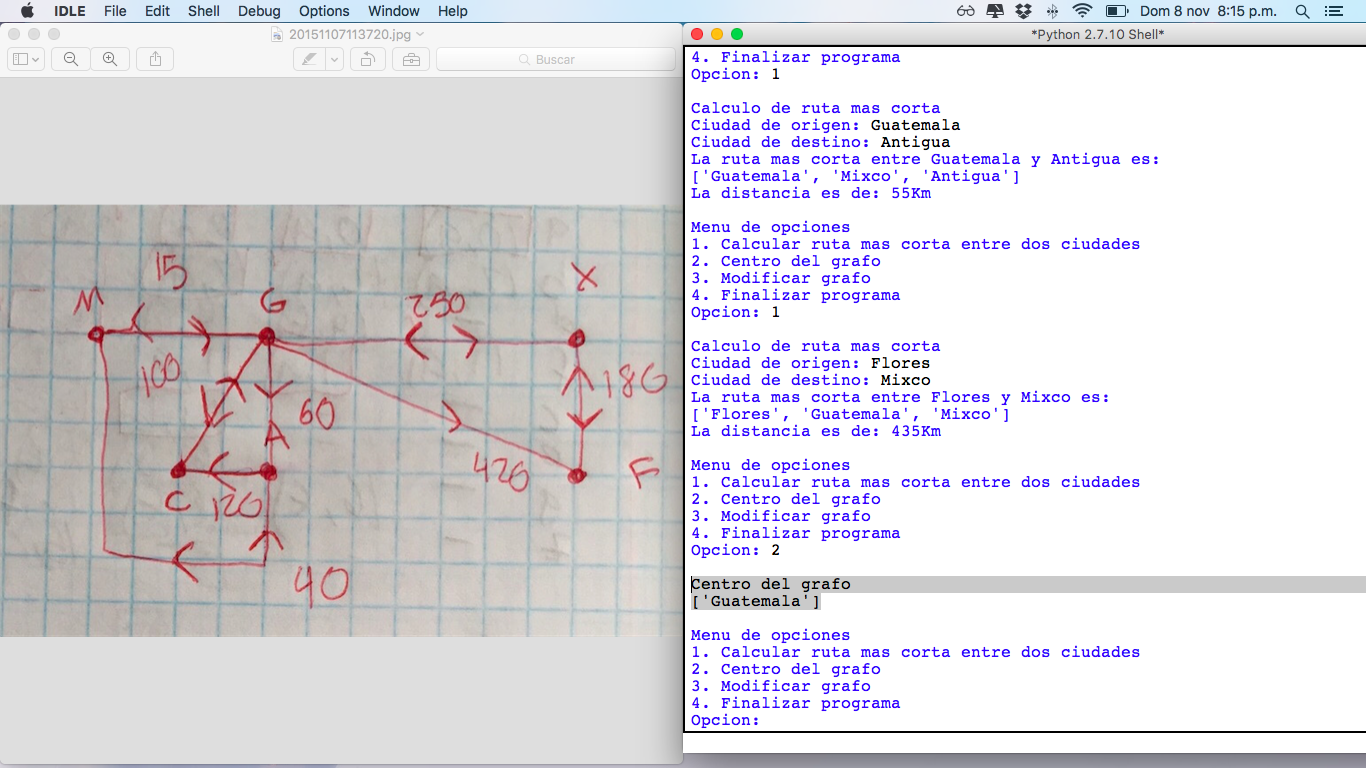 IDLE File Edit Shell Debug Options Window Help
Dom 8 nov 8:15 p.m.
20151107113720.jpg
Buscar
15
M
G
250
X
100
60
180
A
C
120
420
F
40
*Python 2.7.10 Shell*
4. Finalizar programa
Opcion: 1
Calculo de ruta mas corta
Ciudad de origen: Guatemala
Ciudad de destino: Antigua
La ruta mas corta entre Guatemala y Antigua es:
['Guatemala', 'Mixco', 'Antigua']
La distancia es de: 55Km
Menu de opciones
1. Calcular ruta mas corta entre dos ciudades
2. Centro del grafo
3. Modificar grafo
4. Finalizar programa
Opcion: 1
Calculo de ruta mas corta
Ciudad de origen: Flores
Ciudad de destino: Mixco
La ruta mas corta entre Flores y Mixco es:
['Flores', 'Guatemala', 'Mixco']
La distancia es de: 435Km
Menu de opciones
1. Calcular ruta mas corta entre dos ciudades
2. Centro del grafo
3. Modificar grafo
4. Finalizar programa
Opcion: 2
Centro del grafo
['Guatemala']
Menu de opciones
1. Calcular ruta mas corta entre dos ciudades
2. Centro del grafo
3. Modificar grafo
4. Finalizar programa
Opcion: